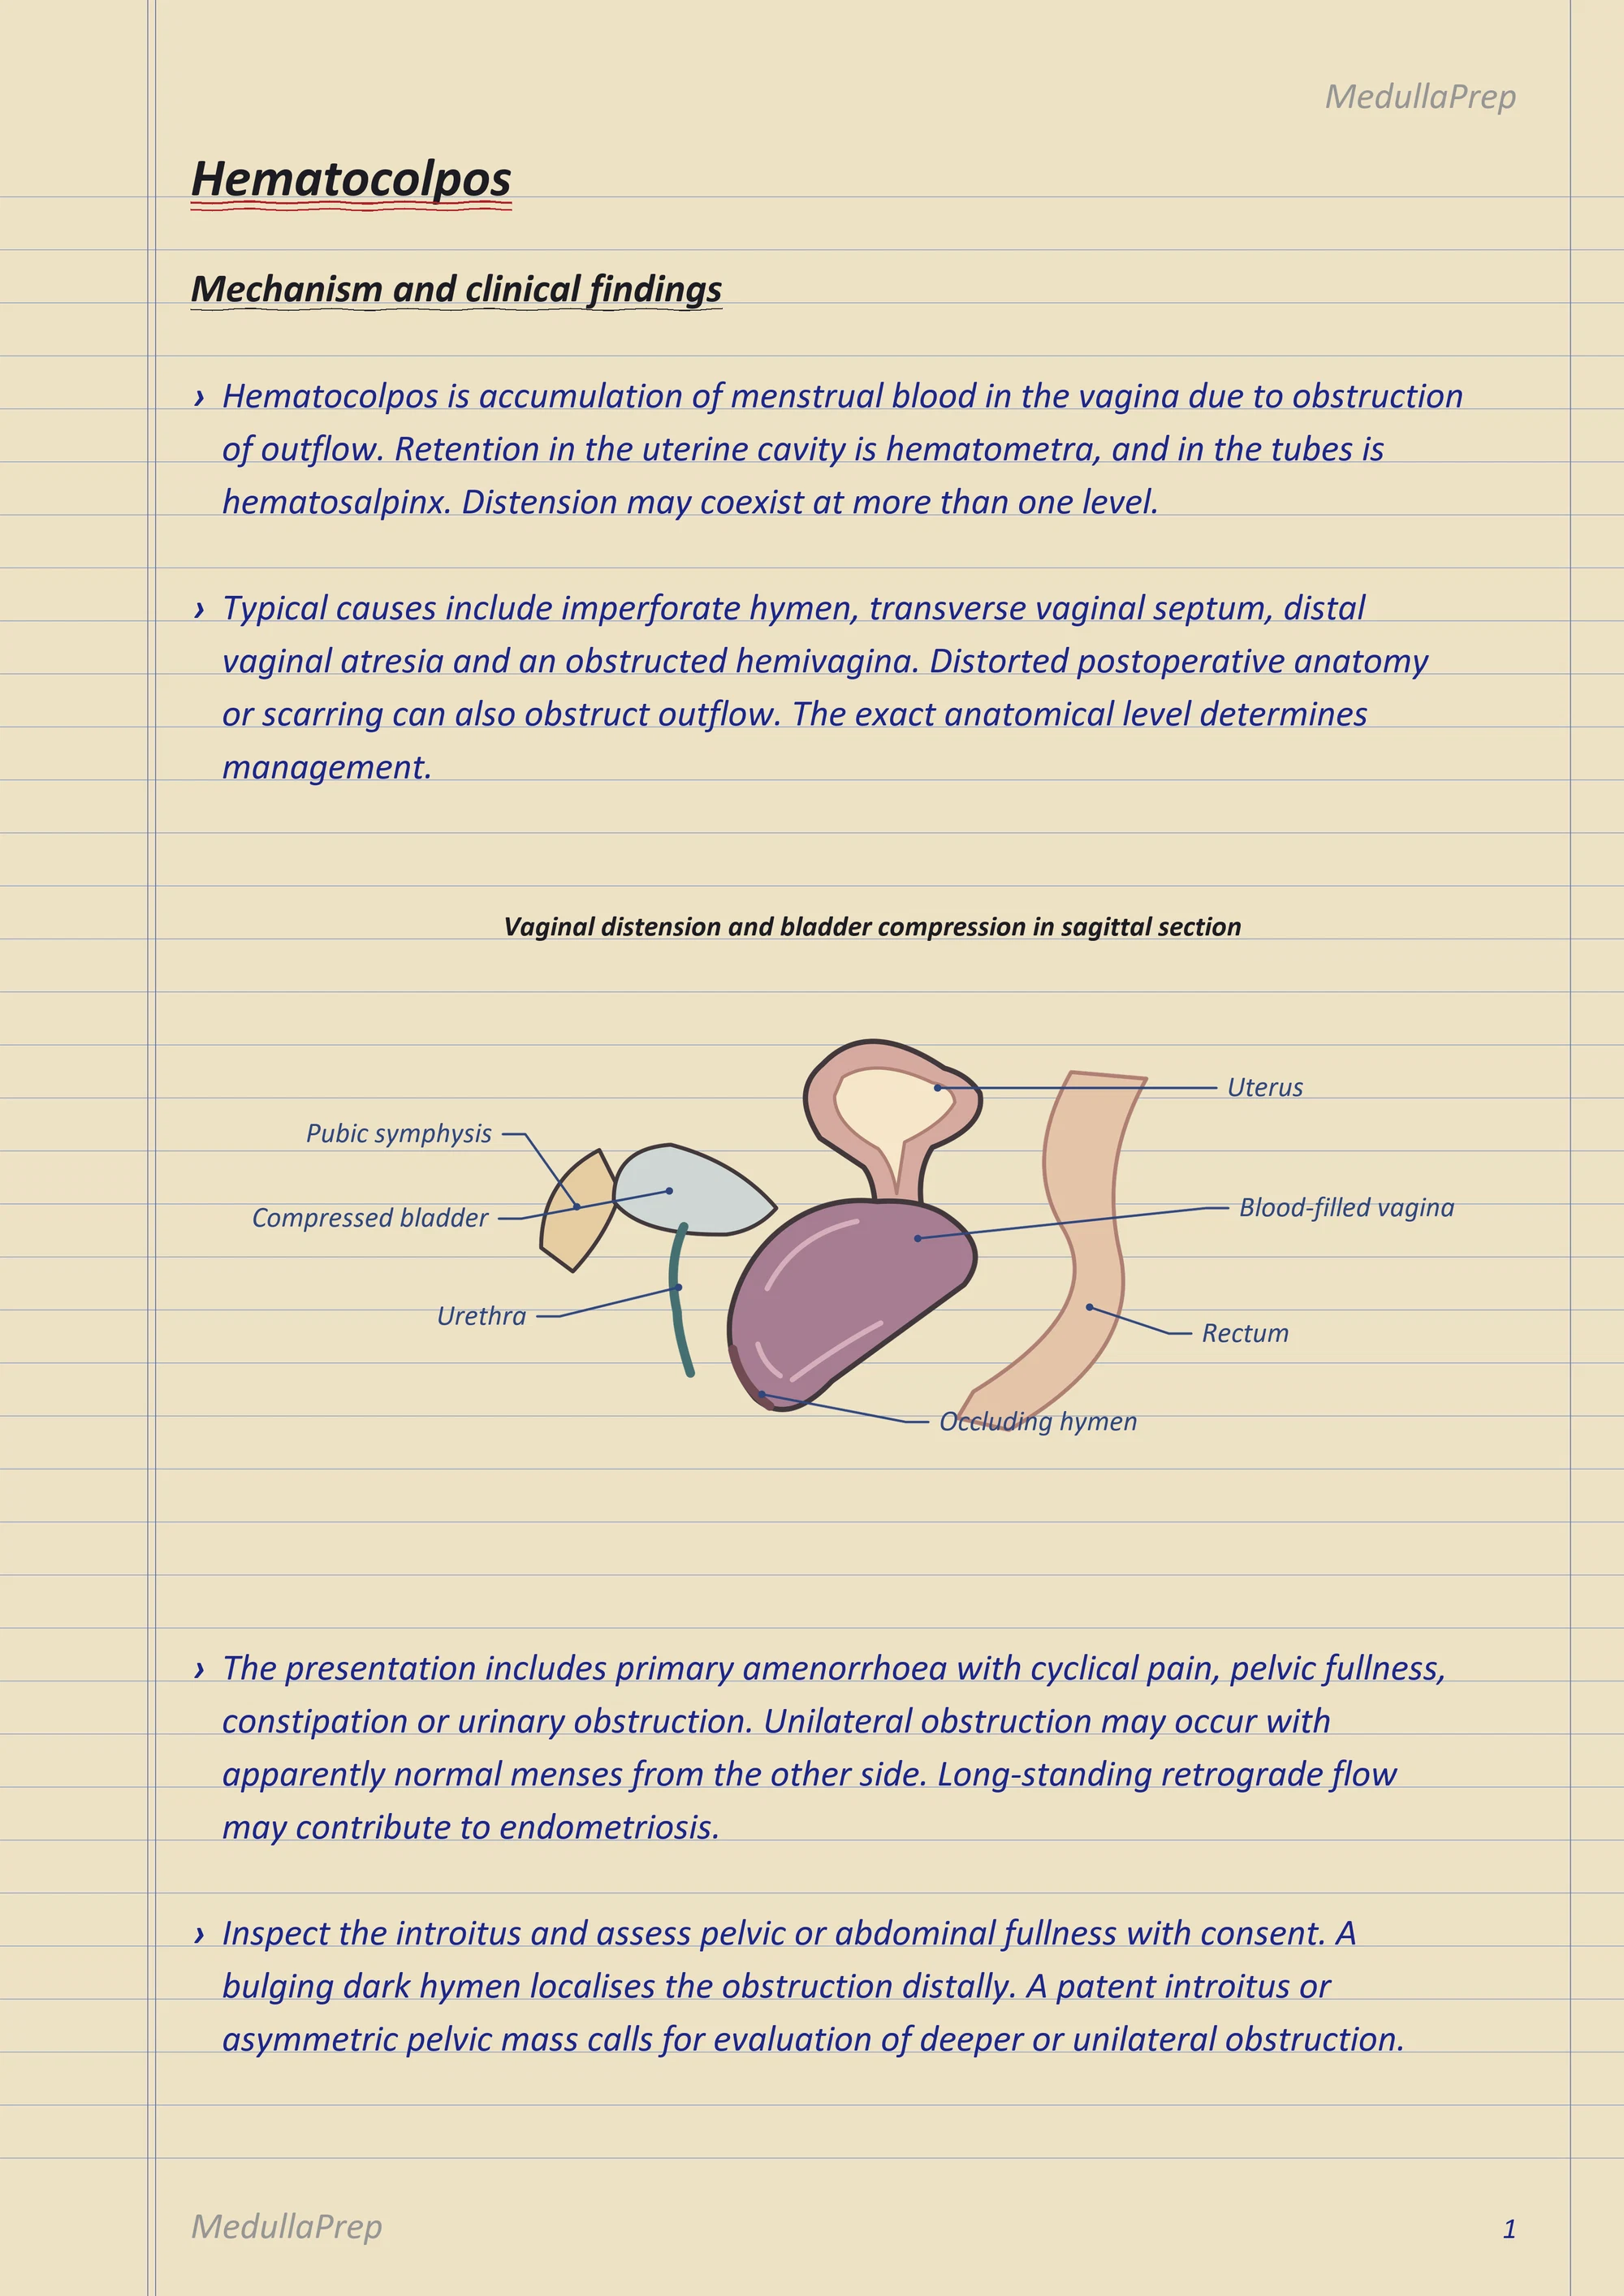 MedullaPrep
Hematocolpos
Mechanism and clinical findings
› Hematocolpos is accumulation of menstrual blood in the vagina due to obstruction
of outflow. Retention in the uterine cavity is hematometra, and in the tubes is
hematosalpinx. Distension may coexist at more than one level.
› Typical causes include imperforate hymen, transverse vaginal septum, distal
vaginal atresia and an obstructed hemivagina. Distorted postoperative anatomy
or scarring can also obstruct outflow. The exact anatomical level determines
management.
Vaginal distension and bladder compression in sagittal section
Uterus
Pubic symphysis
Compressed bladder
Blood-filled vagina
Urethra
Rectum
Occluding hymen
› The presentation includes primary amenorrhoea with cyclical pain, pelvic fullness,
constipation or urinary obstruction. Unilateral obstruction may occur with
apparently normal menses from the other side. Long-standing retrograde flow
may contribute to endometriosis.
› Inspect the introitus and assess pelvic or abdominal fullness with consent. A
bulging dark hymen localises the obstruction distally. A patent introitus or
asymmetric pelvic mass calls for evaluation of deeper or unilateral obstruction.
MedullaPrep
1